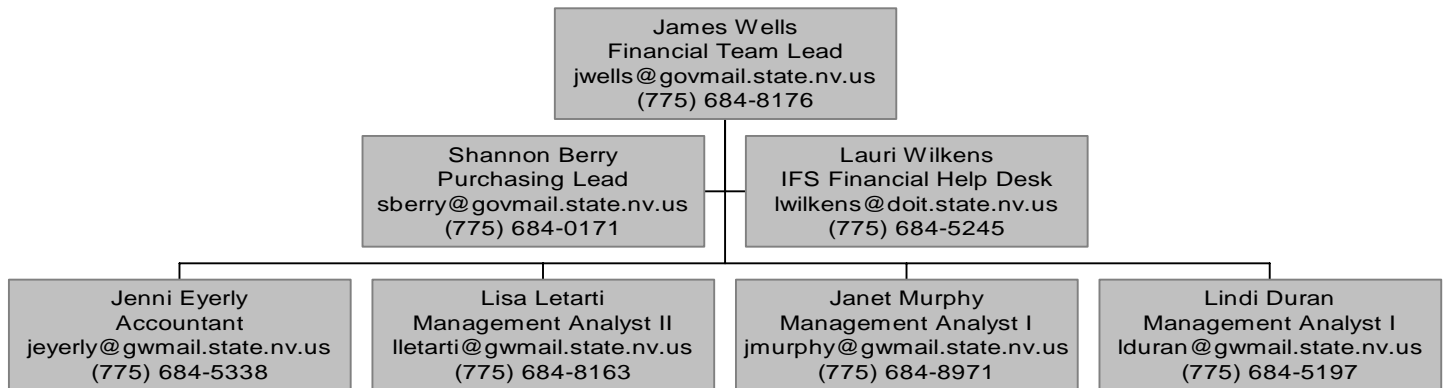 James Wells
Financial Team Lead
jwells@govmail.state.nv.us
(775) 684-8176
Shannon Berry
Purchasing Lead
sberry@govmail.state.nv.us
(775) 684-0171
Lauri Wilkens
IFS Financial Help Desk
lwilkens@doit.state.nv.us
(775) 684-5245
Jenni Eyerly
Accountant
jeyerly@gwmail.state.nv.us
(775) 684-5338
Lisa Letarti
Management Analyst II
lletarti@gwmail.state.nv.us
(775) 684-8163
Janet Murphy
Management Analyst I
jmurphy@gwmail.state.nv.us
(775) 684-8971
Lindi Duran
Management Analyst I
lduran@gwmail.state.nv.us
(775) 684-5197